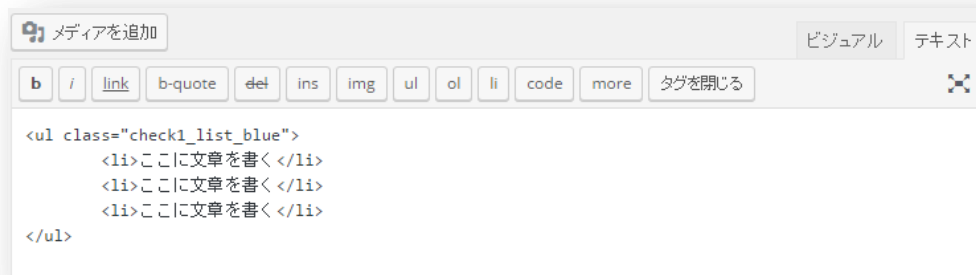 メディアを追加
ビジュアル テキスト
b i link b-quote del ins img ul ol li code more タグを閉じる
<ul class="check1_list_blue">
<li>ここに文章を書く</li>
<li>ここに文章を書く</li>
<li>ここに文章を書く</li>
</ul>